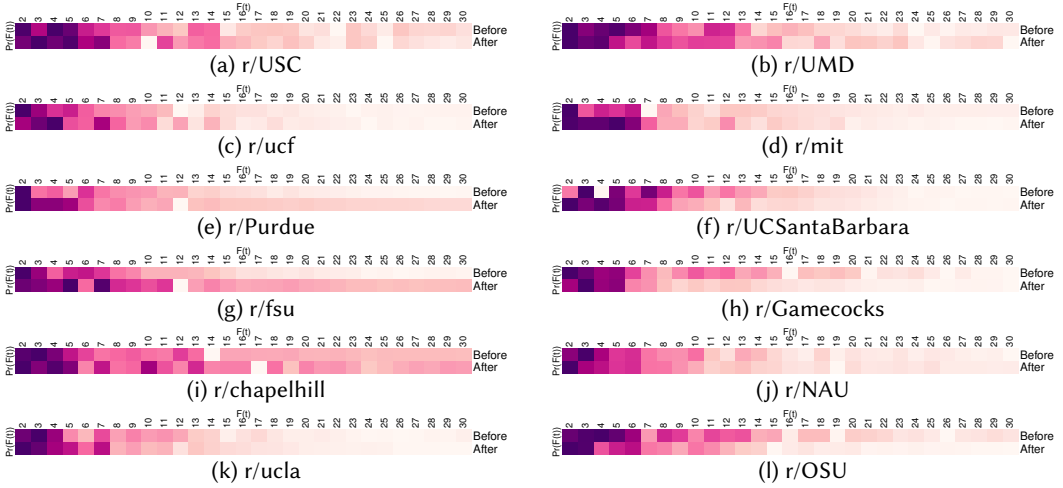 F(t)
2 3 4 5 6 7 8 9 10 11 12 13 14 15 16 17 18 19 20 21 22 23 24 25 26 27 28 29 30
Pr(F(t))
Before
After
(a) r/USC
F(t)
2 3 4 5 6 7 8 9 10 11 12 13 14 15 16 17 18 19 20 21 22 23 24 25 26 27 28 29 30
Pr(F(t))
Before
After
(b) r/UMD
F(t)
2 3 4 5 6 7 8 9 10 11 12 13 14 15 16 17 18 19 20 21 22 23 24 25 26 27 28 29 30
Pr(F(t))
Before
After
(c) r/ucf
F(t)
2 3 4 5 6 7 8 9 10 11 12 13 14 15 16 17 18 19 20 21 22 23 24 25 26 27 28 29 30
Pr(F(t))
Before
After
(d) r/mit
F(t)
2 3 4 5 6 7 8 9 10 11 12 13 14 15 16 17 18 19 20 21 22 23 24 25 26 27 28 29 30
Pr(F(t))
Before
After
(e) r/Purdue
F(t)
2 3 4 5 6 7 8 9 10 11 12 13 14 15 16 17 18 19 20 21 22 23 24 25 26 27 28 29 30
Pr(F(t))
Before
After
(f) r/UCSantaBarbara
F(t)
2 3 4 5 6 7 8 9 10 11 12 13 14 15 16 17 18 19 20 21 22 23 24 25 26 27 28 29 30
Pr(F(t))
Before
After
(g) r/fsu
F(t)
2 3 4 5 6 7 8 9 10 11 12 13 14 15 16 17 18 19 20 21 22 23 24 25 26 27 28 29 30
Pr(F(t))
Before
After
(h) r/Gamecocks
F(t)
2 3 4 5 6 7 8 9 10 11 12 13 14 15 16 17 18 19 20 21 22 23 24 25 26 27 28 29 30
Pr(F(t))
Before
After
(i) r/chapelhill
F(t)
2 3 4 5 6 7 8 9 10 11 12 13 14 15 16 17 18 19 20 21 22 23 24 25 26 27 28 29 30
Pr(F(t))
Before
After
(j) r/NAU
F(t)
2 3 4 5 6 7 8 9 10 11 12 13 14 15 16 17 18 19 20 21 22 23 24 25 26 27 28 29 30
Pr(F(t))
Before
After
(k) r/ucla
F(t)
2 3 4 5 6 7 8 9 10 11 12 13 14 15 16 17 18 19 20 21 22 23 24 25 26 27 28 29 30
Pr(F(t))
Before
After
(l) r/OSU